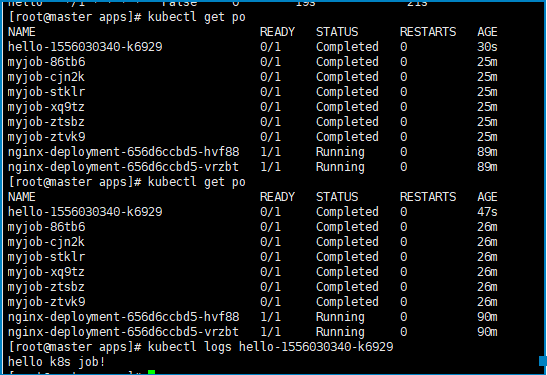 hello */1 * * * * False 0 19s 21s
[root@master apps]# kubectl get po
NAME READY STATUS RESTARTS AGE
hello-1556030340-k6929 0/1 Completed 0 30s
myjob-86tb6 0/1 Completed 0 25m
myjob-cjn2k 0/1 Completed 0 25m
myjob-stklr 0/1 Completed 0 25m
myjob-xq9tz 0/1 Completed 0 25m
myjob-ztsbz 0/1 Completed 0 25m
myjob-ztvk9 0/1 Completed 0 25m
nginx-deployment-656d6ccbd5-hvf88 1/1 Running 0 89m
nginx-deployment-656d6ccbd5-vrzbt 1/1 Running 0 89m
[root@master apps]# kubectl get po
NAME READY STATUS RESTARTS AGE
hello-1556030340-k6929 0/1 Completed 0 47s
myjob-86tb6 0/1 Completed 0 26m
myjob-cjn2k 0/1 Completed 0 26m
myjob-stklr 0/1 Completed 0 26m
myjob-xq9tz 0/1 Completed 0 26m
myjob-ztsbz 0/1 Completed 0 26m
myjob-ztvk9 0/1 Completed 0 26m
nginx-deployment-656d6ccbd5-hvf88 1/1 Running 0 90m
nginx-deployment-656d6ccbd5-vrzbt 1/1 Running 0 90m
[root@master apps]# kubectl logs hello-1556030340-k6929
hello k8s job!
[root@master apps]#